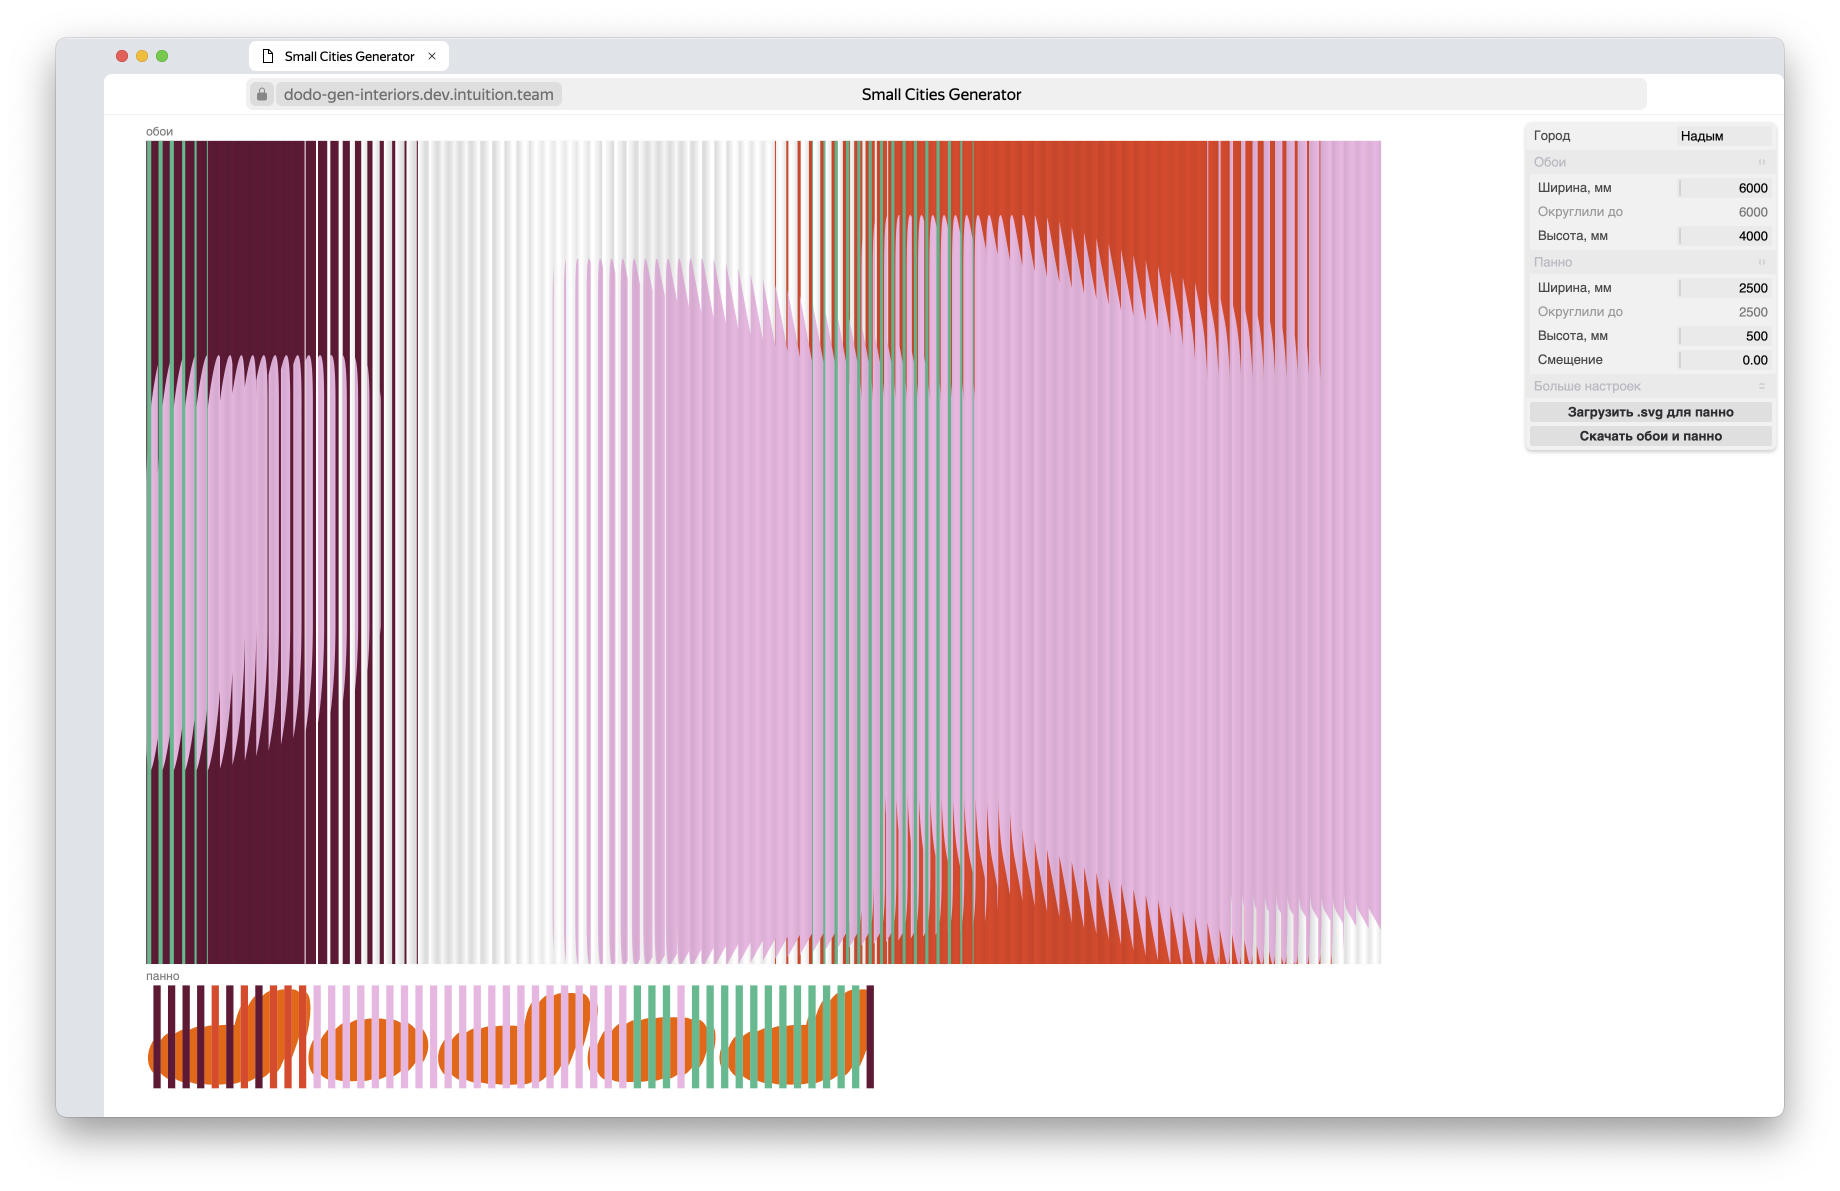 Small Cities Generator ×
dodo-gen-interiors.dev.intuition.team Small Cities Generator
обои
Город Надым
Обои
Ширина, мм 6000
Округлили до 6000
Высота, мм 4000
Панно
Ширина, мм 2500
Округлили до 2500
Высота, мм 500
Смещение 0.00
Больше настроек
Загрузить .svg для панно
Скачать обои и панно
панно